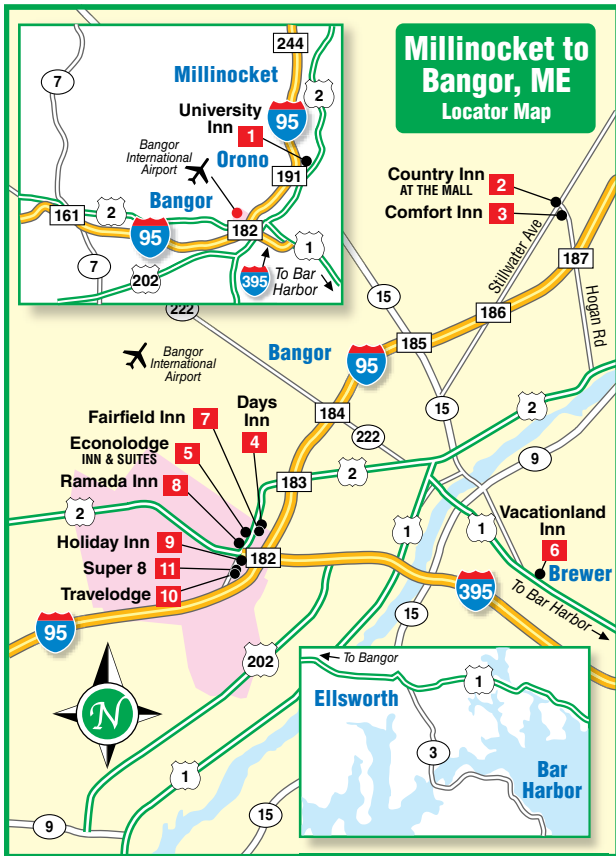 Millinocket to
Bangor, ME
Locator Map
244
7
Millinocket
2
University
Inn
1
95
Bangor
International
Airport
Orono
191
Bangor
161
2
182
95
1
7
202
395
To Bar
Harbor
Country Inn
AT THE MALL
2
Comfort Inn
3
Stillwater Ave
187
Hogan Rd
15
186
222
Bangor
International
Airport
Bangor
185
95
184
15
2
222
9
Days
Inn
4
Fairfield Inn
7
Econolodge
INN & SUITES
5
Ramada Inn
8
183
2
2
1
1
Vacationland
Inn
6
Brewer
Holiday Inn
9
182
Super 8
11
Travelodge
10
395
To Bar Harbor
95
15
202
N
To Bangor
1
Ellsworth
3
Bar
Harbor
1
15
9